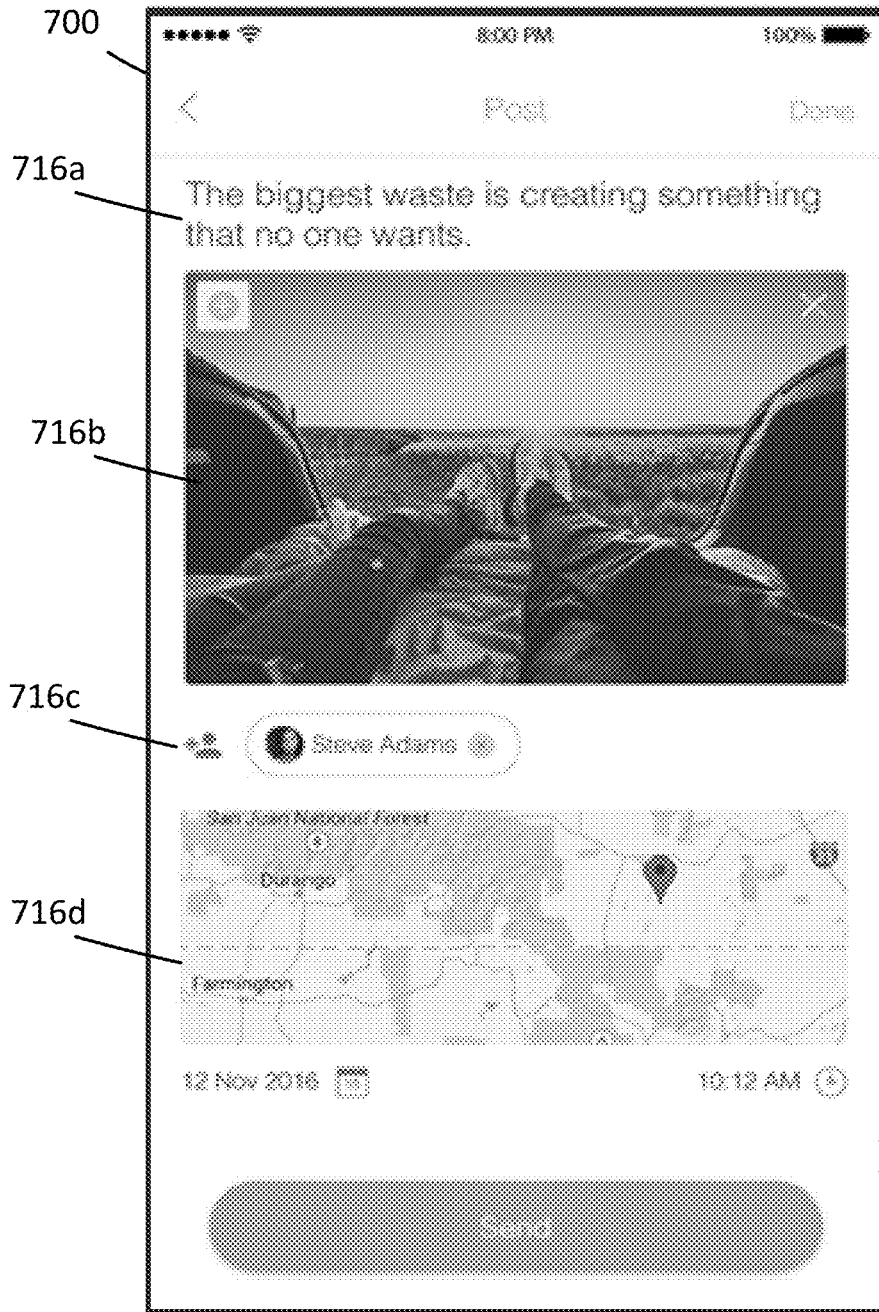 700
8:00 PM
100%
Post
Done
716a
The biggest waste is creating something
that no one wants.
716b
716c
Steve Adams
San Juan National Forest
Durango
716d
Farmington
12 Nov 2016
10:12 AM